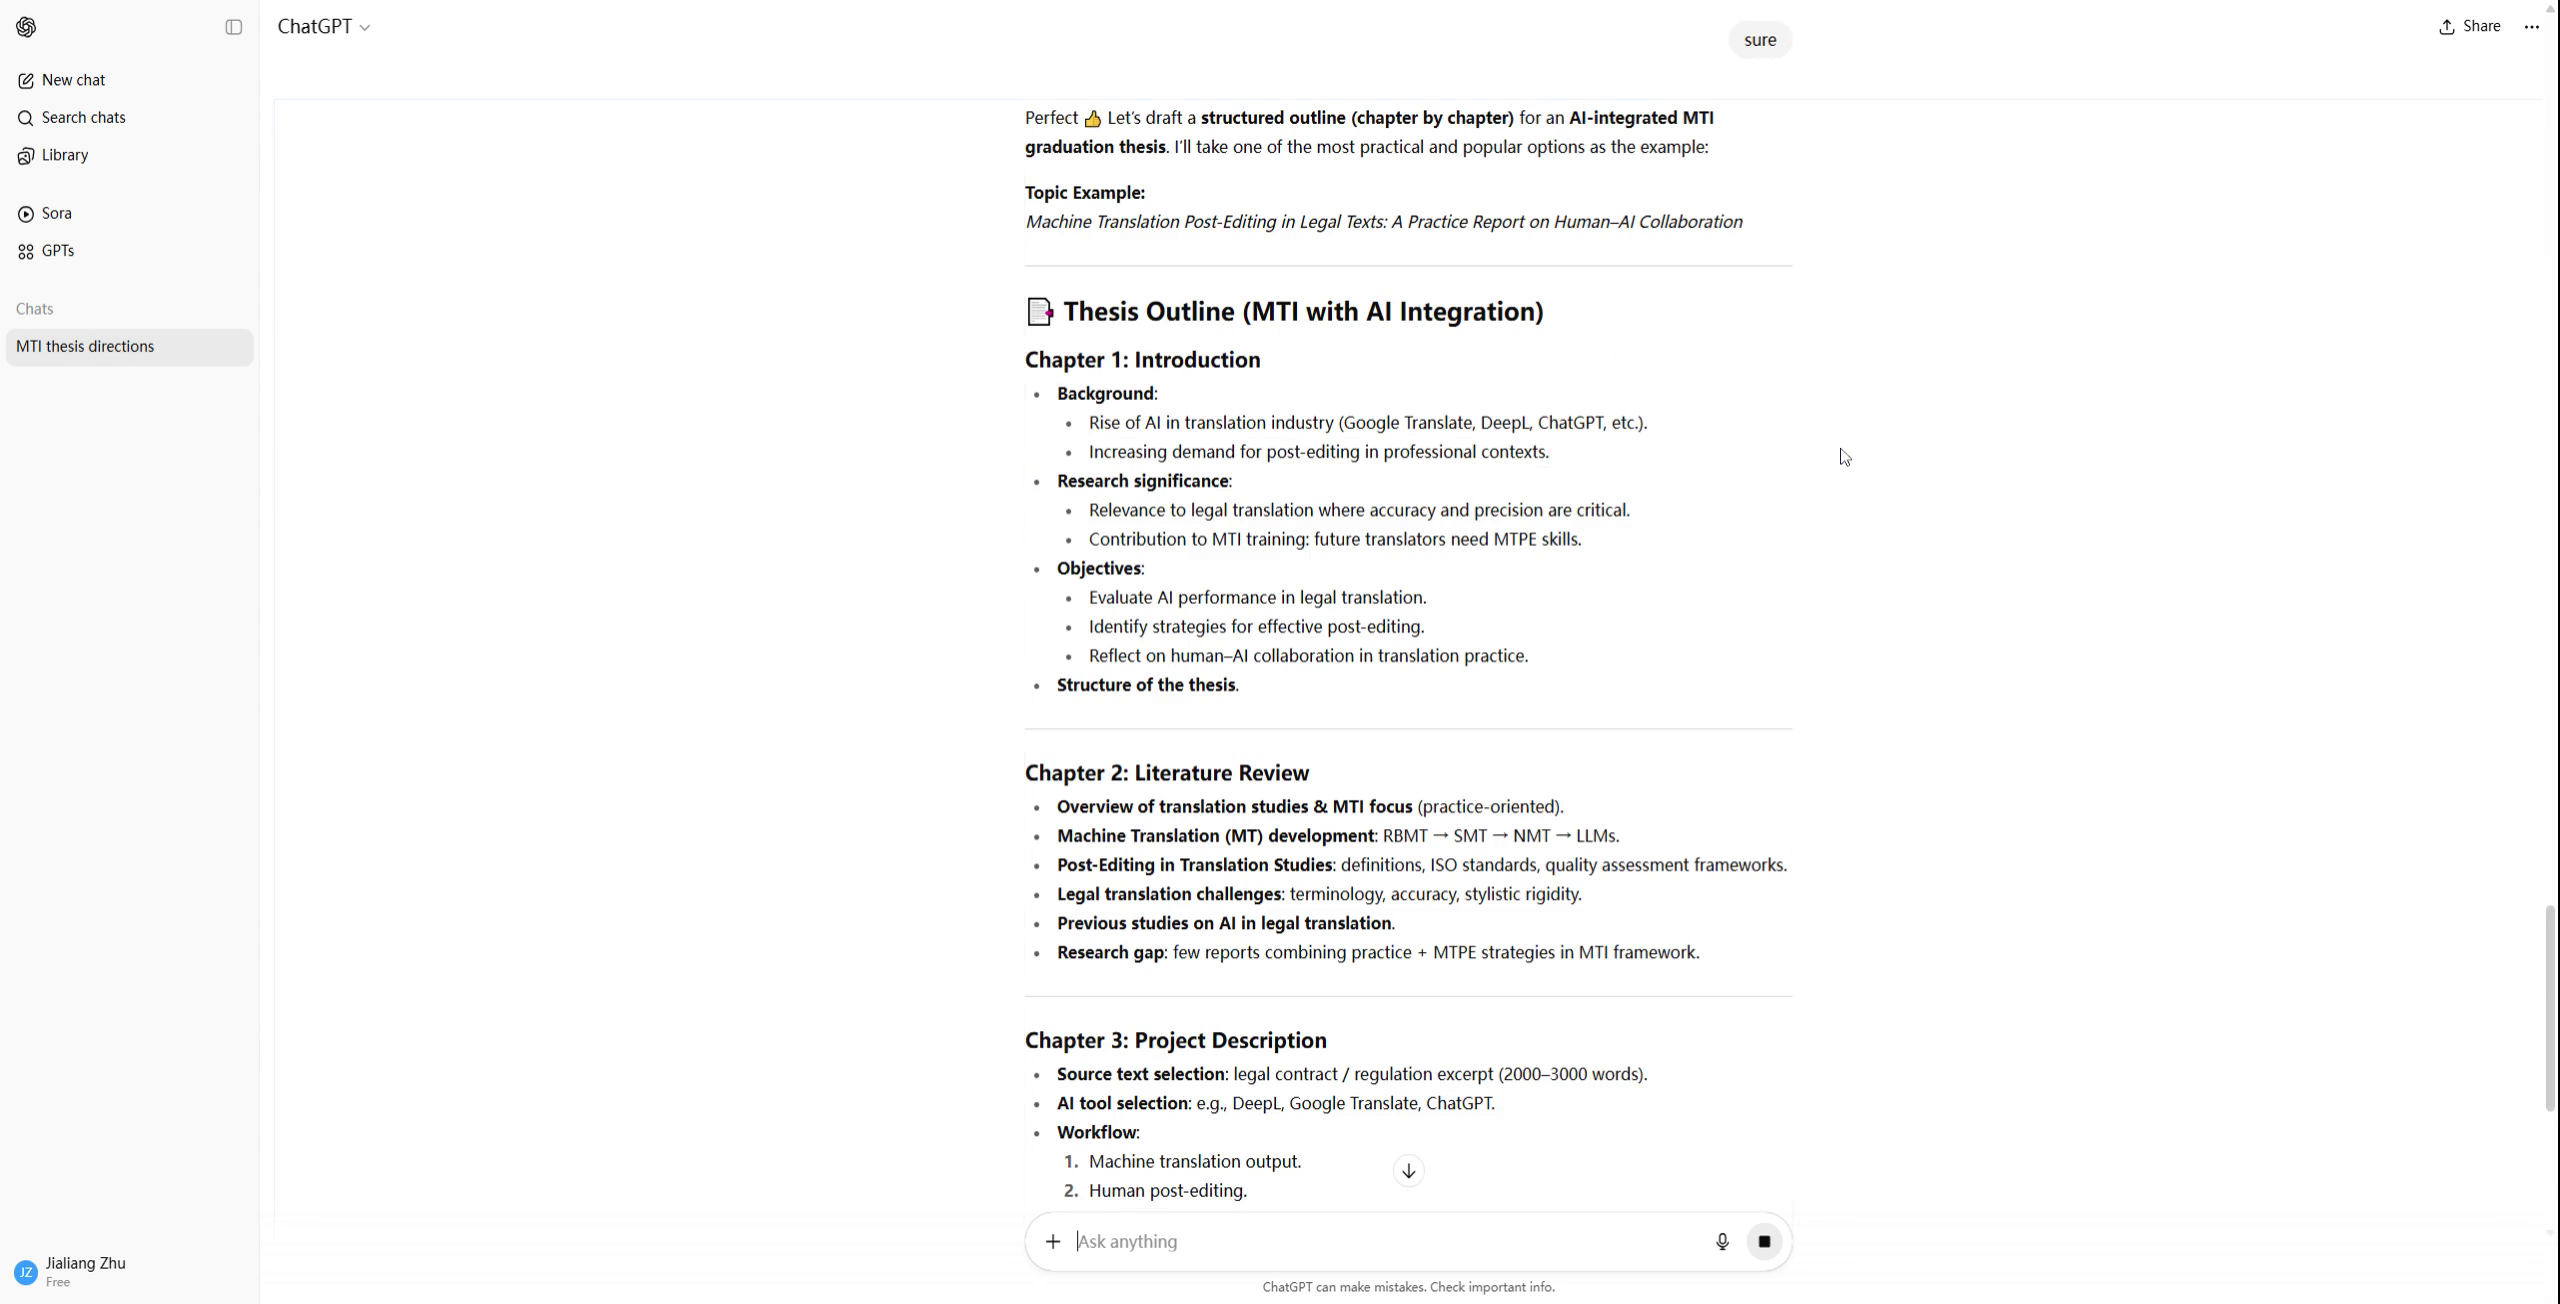 ChatGPT
sure
Share
New chat
Search chats
Library
Sora
GPTs
Chats
MTI thesis directions
Perfect 👍 Let's draft a structured outline (chapter by chapter) for an AI-integrated MTI
graduation thesis. I'll take one of the most practical and popular options as the example:
Topic Example:
Machine Translation Post-Editing in Legal Texts: A Practice Report on Human–AI Collaboration
📑 Thesis Outline (MTI with AI Integration)
Chapter 1: Introduction
• Background:
• Rise of AI in translation industry (Google Translate, DeepL, ChatGPT, etc.).
• Increasing demand for post-editing in professional contexts.
• Research significance:
• Relevance to legal translation where accuracy and precision are critical.
• Contribution to MTI training: future translators need MTPE skills.
• Objectives:
• Evaluate AI performance in legal translation.
• Identify strategies for effective post-editing.
• Reflect on human–AI collaboration in translation practice.
• Structure of the thesis.
Chapter 2: Literature Review
• Overview of translation studies & MTI focus (practice-oriented).
• Machine Translation (MT) development: RBMT → SMT → NMT → LLMs.
• Post-Editing in Translation Studies: definitions, ISO standards, quality assessment frameworks.
• Legal translation challenges: terminology, accuracy, stylistic rigidity.
• Previous studies on AI in legal translation.
• Research gap: few reports combining practice + MTPE strategies in MTI framework.
Chapter 3: Project Description
• Source text selection: legal contract / regulation excerpt (2000–3000 words).
• AI tool selection: e.g., DeepL, Google Translate, ChatGPT.
• Workflow:
1. Machine translation output.
2. Human post-editing.
Ask anything
ChatGPT can make mistakes. Check important info.
JZ
Jialiang Zhu
Free